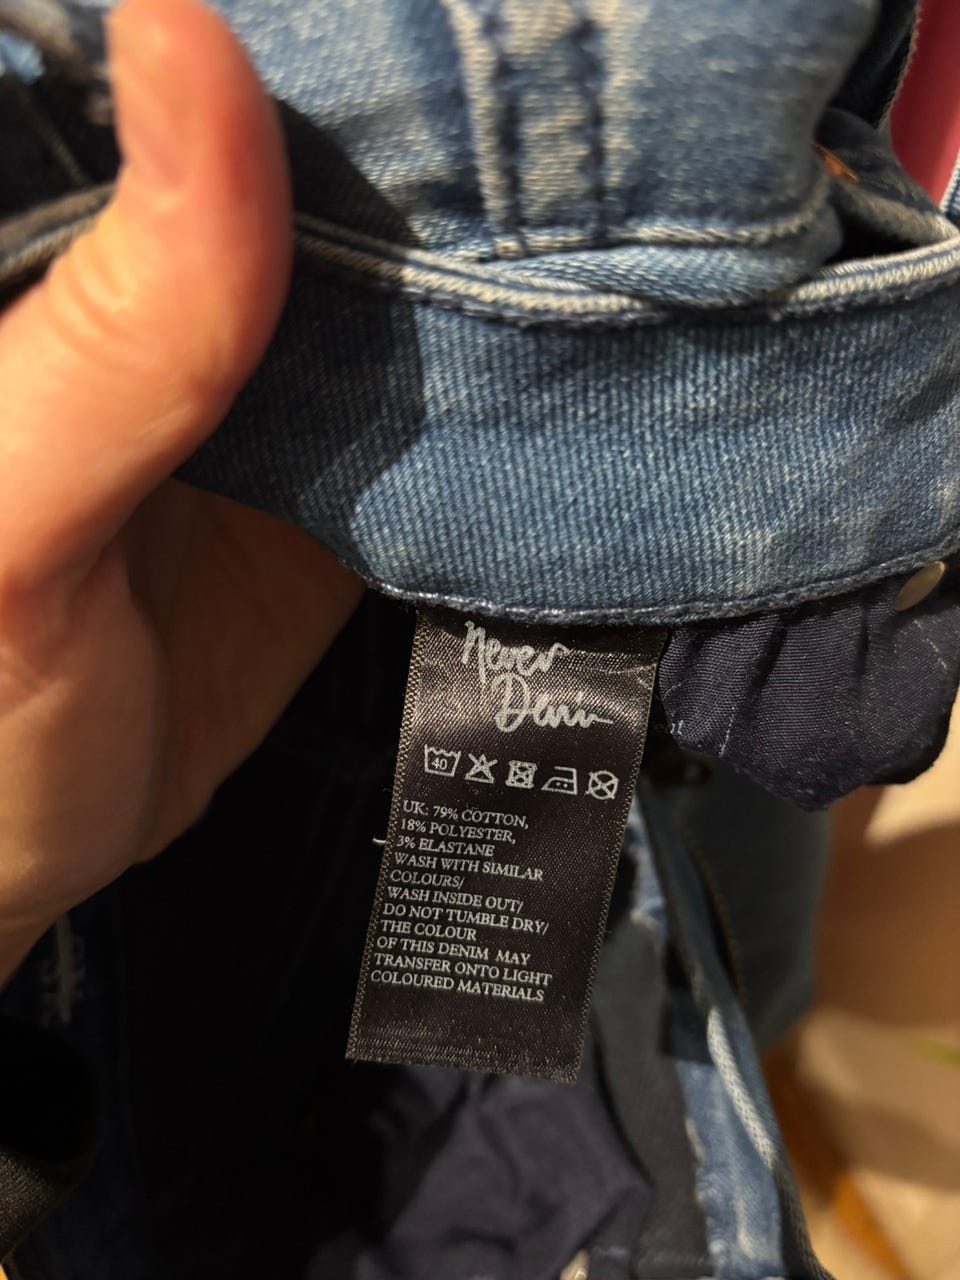 Never
Denim
40
UK: 79% COTTON,
18% POLYESTER,
3% ELASTANE
WASH WITH SIMILAR
COLOURS/
WASH INSIDE OUT/
DO NOT TUMBLE DRY/
THE COLOUR
OF THIS DENIM MAY
TRANSFER ONTO LIGHT
COLOURED MATERIALS